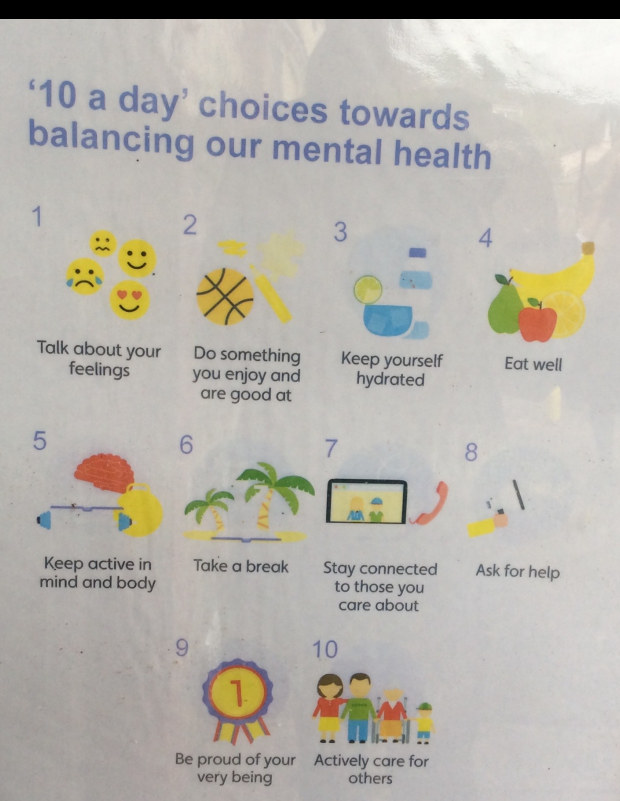 ‘10 a day’ choices towards
balancing our mental health
1
Talk about your
feelings
2
Do something
you enjoy and
are good at
3
Keep yourself
hydrated
4
Eat well
5
Keep active in
mind and body
6
Take a break
7
Stay connected
to those you
care about
8
Ask for help
9
1
Be proud of your
very being
10
Actively care for
others